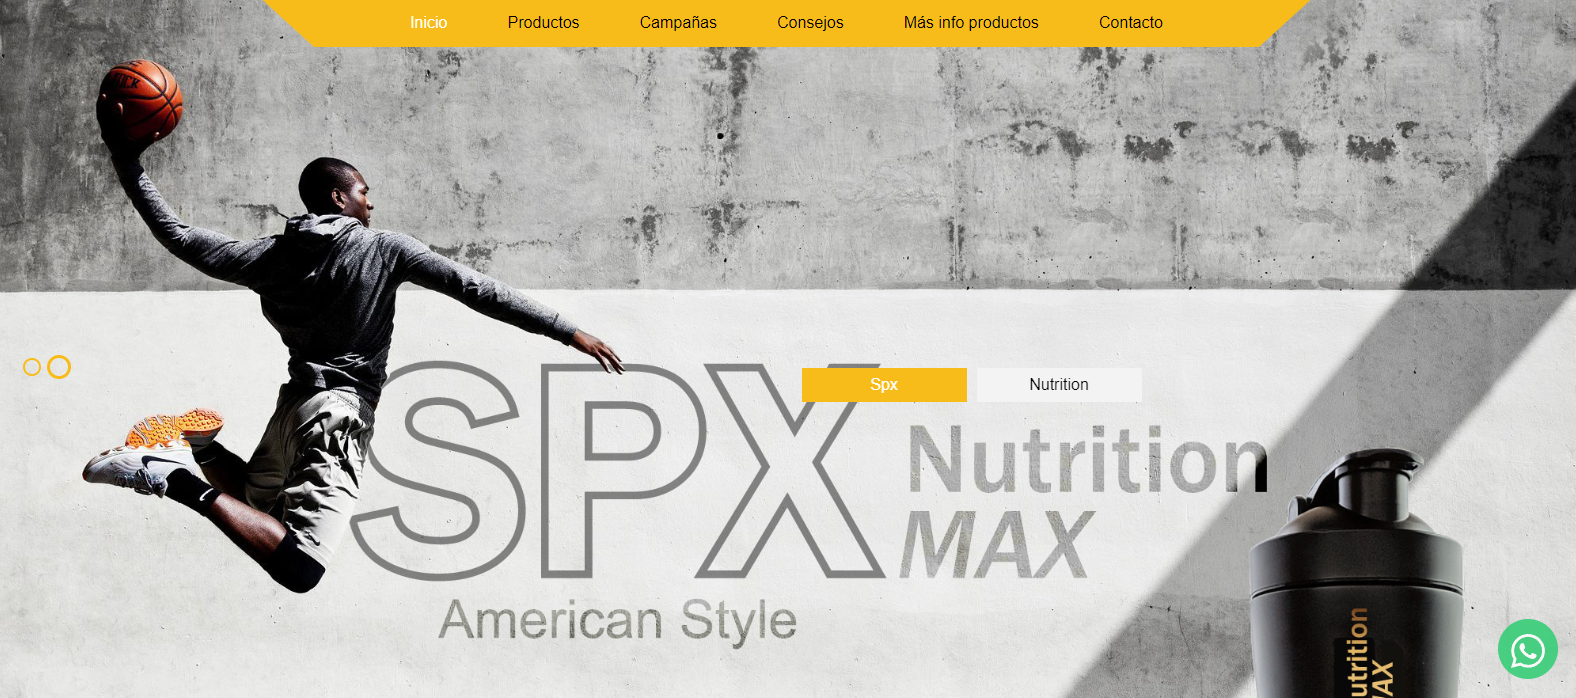 Inicio Productos Campañas Consejos Más info productos Contacto
Spx Nutrition
SPX Nutrition
MAX
American Style
utrition
AX